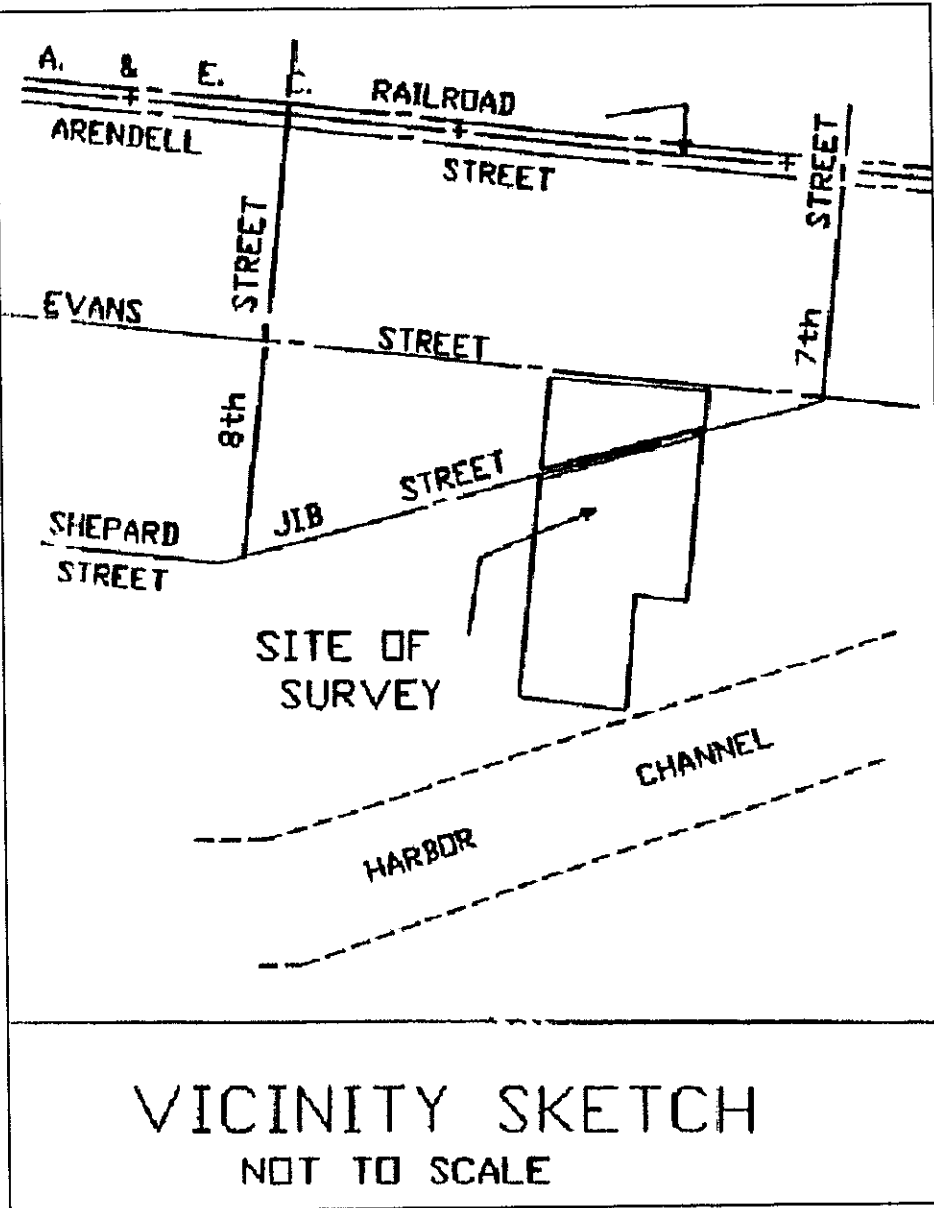 A. & E. C. RAILROAD
ARENDELL STREET
STREET
8th
STREET
7th
EVANS STREET
JIB STREET
SHEPARD
STREET
SITE OF
SURVEY
HARBOR CHANNEL
VICINITY SKETCH
NOT TO SCALE